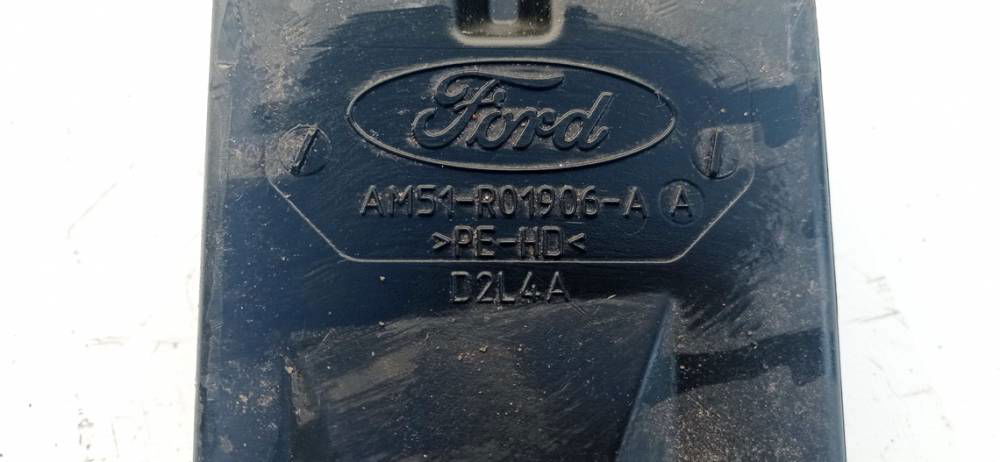 Ford
AM51-R01906-A A
>PE-HD<
D2L4A